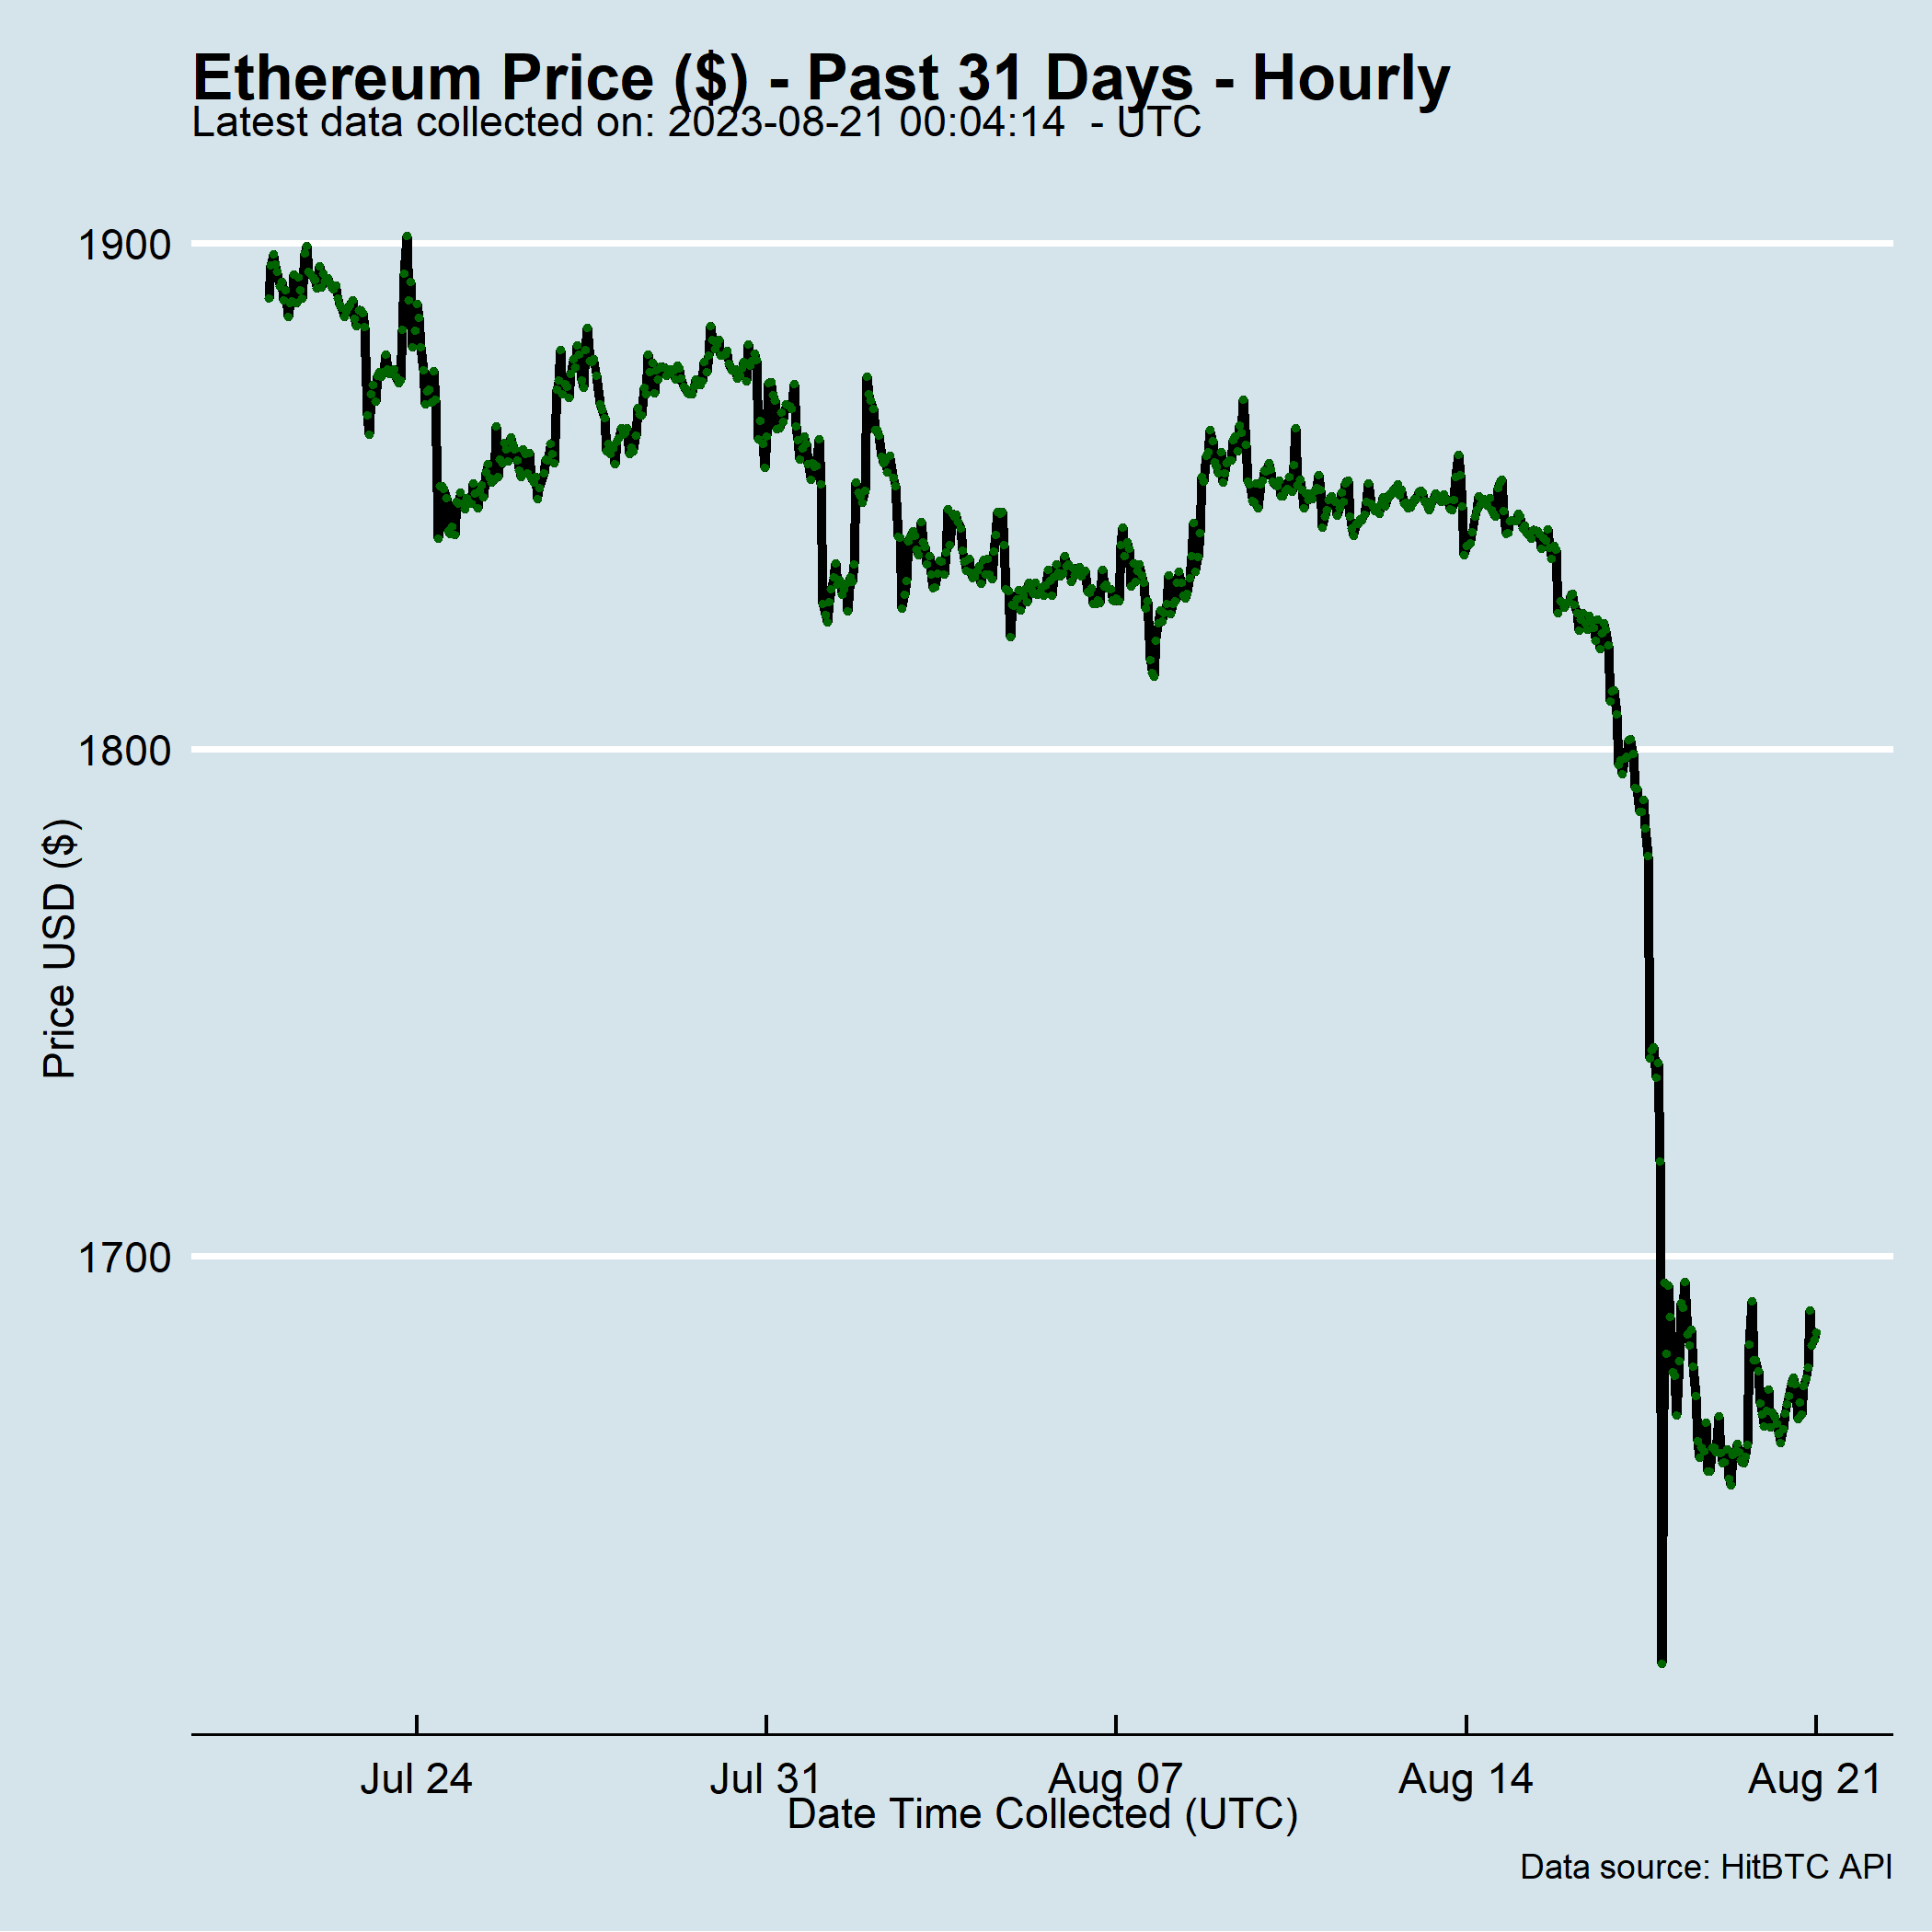 Ethereum Price ($) - Past 31 Days - Hourly
Latest data collected on: 2023-08-21 00:04:14  - UTC
1900
1800
1700
Price USD ($)
Jul 24
Jul 31
Aug 07
Aug 14
Aug 21
Date Time Collected (UTC)
Data source: HitBTC API